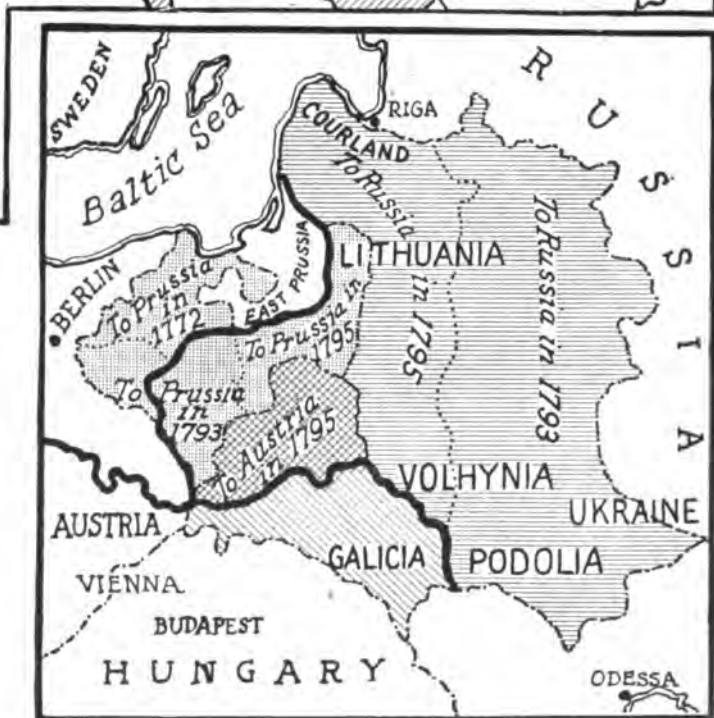 SWEDEN
Baltic Sea
RUSSIA
RIGA
COURLAND
To Russia
in 1795
To Russia in 1793
LITHUANIA
BERLIN
To Prussia
in
1772
EAST PRUSSIA
To Prussia in
1795
To Prussia
in
1793
To Austria
in 1795
VOLHYNIA
UKRAINE
AUSTRIA
GALICIA
PODOLIA
VIENNA
BUDAPEST
HUNGARY
ODESSA